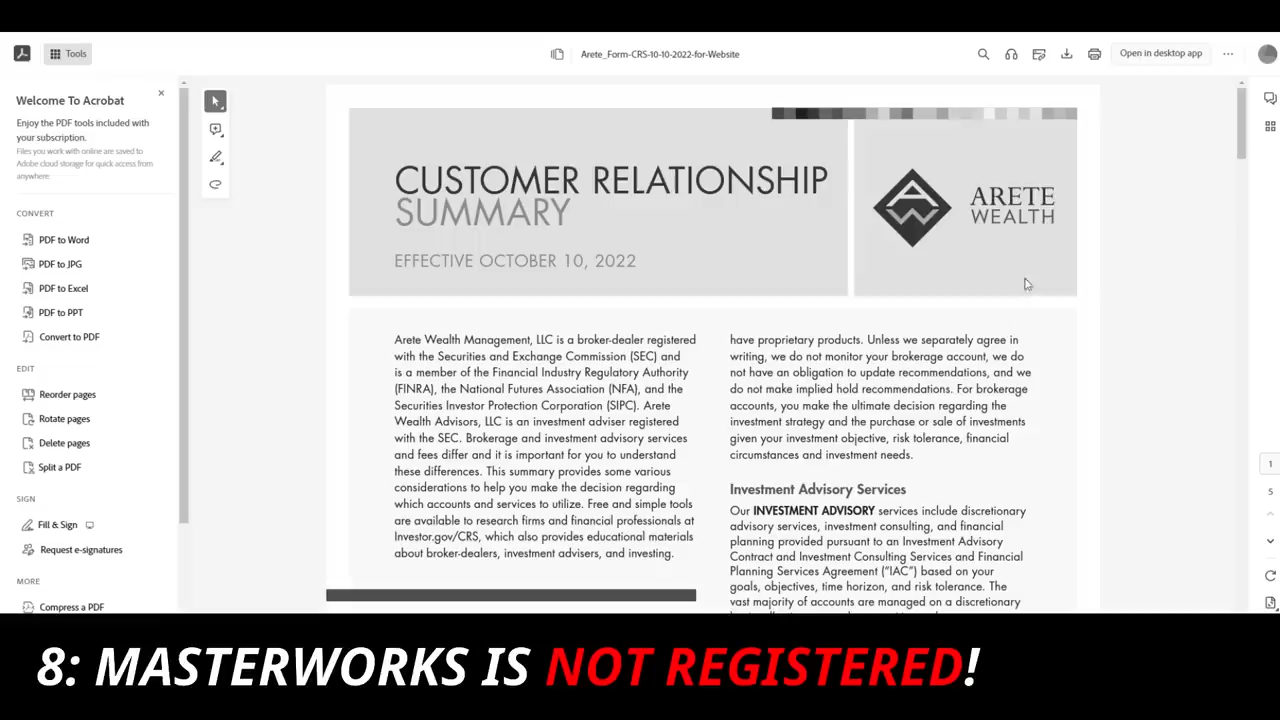 Tools
Arete_Form-CRS-10-10-2022-for-Website
Open in desktop app
Welcome To Acrobat
Enjoy the PDF tools included with
your subscription.
Files you work with online are saved to
Adobe cloud storage for quick access from
anywhere.
CONVERT
PDF to Word
PDF to JPG
PDF to Excel
PDF to PPT
Convert to PDF
EDIT
Reorder pages
Rotate pages
Delete pages
Split a PDF
SIGN
Fill & Sign
Request e-signatures
MORE
Compress a PDF
CUSTOMER RELATIONSHIP
SUMMARY
EFFECTIVE OCTOBER 10, 2022
ARETE
WEALTH
Arete Wealth Management, LLC is a broker-dealer registered
with the Securities and Exchange Commission (SEC) and
is a member of the Financial Industry Regulatory Authority
(FINRA), the National Futures Association (NFA), and the
Securities Investor Protection Corporation (SIPC). Arete
Wealth Advisors, LLC is an investment adviser registered
with the SEC. Brokerage and investment advisory services
and fees differ and it is important for you to understand
these differences. This summary provides some various
considerations to help you make the decision regarding
which accounts and services to utilize. Free and simple tools
are available to research firms and financial professionals at
Investor.gov/CRS, which also provides educational materials
about broker-dealers, investment advisers, and investing.
have proprietary products. Unless we separately agree in
writing, we do not monitor your brokerage account, we do
not have an obligation to update recommendations, and we
do not make implied hold recommendations. For brokerage
accounts, you make the ultimate decision regarding the
investment strategy and the purchase or sale of investments
given your investment objective, risk tolerance, financial
circumstances and investment needs.
Investment Advisory Services
Our INVESTMENT ADVISORY services include discretionary
advisory services, investment consulting, and financial
planning provided pursuant to an Investment Advisory
Contract and Investment Consulting Services and Financial
Planning Services Agreement ("IAC") based on your
goals, objectives, time horizon, and risk tolerance. The
vast majority of accounts are managed on a discretionary
1
5
8: MASTERWORKS IS NOT REGISTERED!